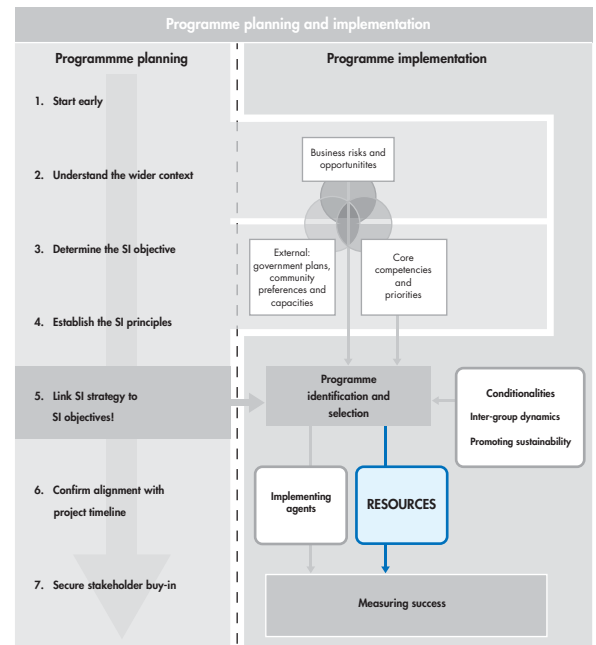 Programme planning and implementation
Programmme planning
1. Start early
2. Understand the wider context
3. Determine the SI objective
4. Establish the SI principles
5. Link SI strategy to
SI objectives!
6. Confirm alignment with
project timeline
7. Secure stakeholder buy-in
Programme implementation
Business risks and
opportunitites
External:
government plans,
community
preferences and
capacities
Core
competencies
and
priorities
Programme
identification and
selection
Conditionalities
Inter-group dynamics
Promoting sustainability
Implementing
agents
RESOURCES
Measuring success